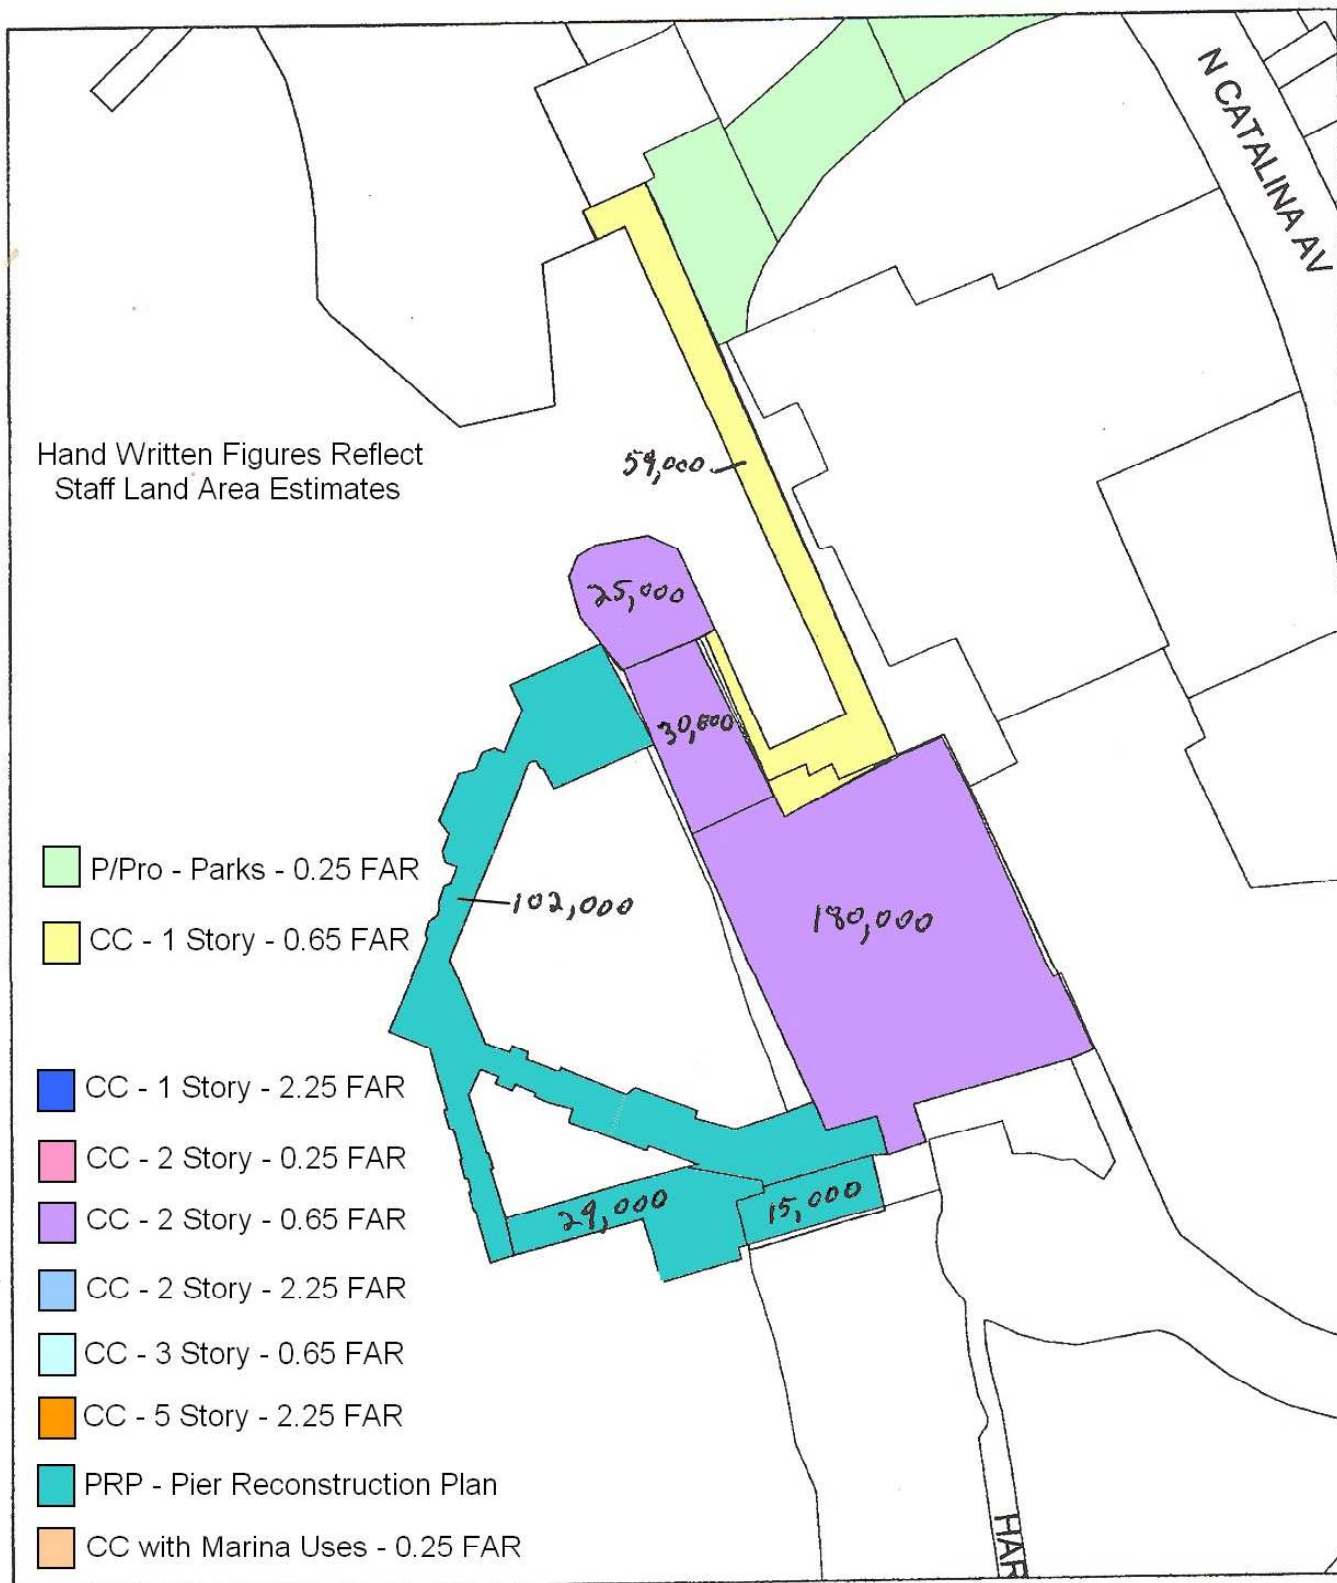 N CATALINA AV
Hand Written Figures Reflect
Staff Land Area Estimates
59,000
25,000
30,000
102,000
180,000
29,000
15,000
P/Pro - Parks - 0.25 FAR
CC - 1 Story - 0.65 FAR
CC - 1 Story - 2.25 FAR
CC - 2 Story - 0.25 FAR
CC - 2 Story - 0.65 FAR
CC - 2 Story - 2.25 FAR
CC - 3 Story - 0.65 FAR
CC - 5 Story - 2.25 FAR
PRP - Pier Reconstruction Plan
CC with Marina Uses - 0.25 FAR
HAR